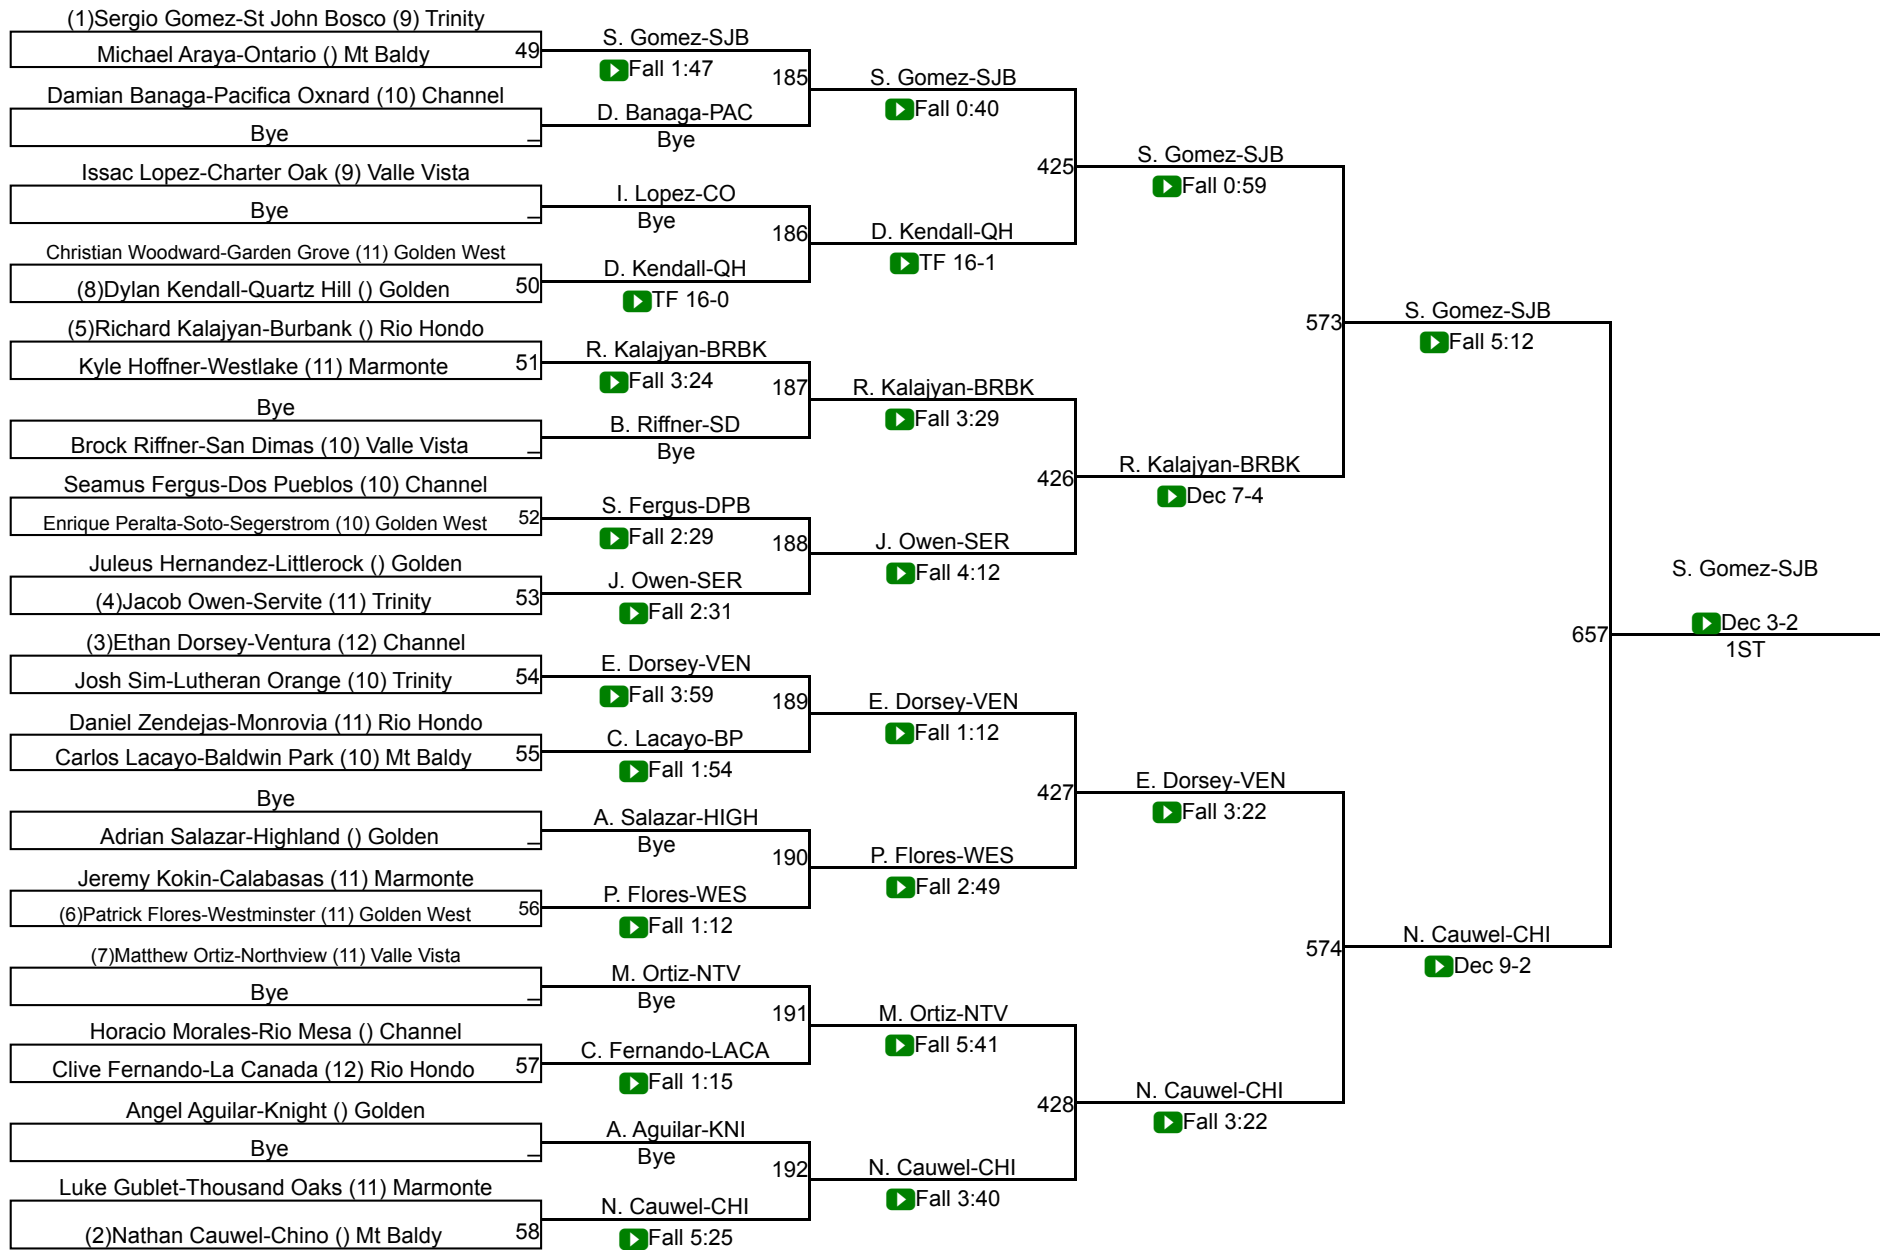 (1)Sergio Gomez-St John Bosco (9) Trinity
Michael Araya-Ontario () Mt Baldy
49
Damian Banaga-Pacifica Oxnard (10) Channel
Bye
_
Issac Lopez-Charter Oak (9) Valle Vista
Bye
_
Christian Woodward-Garden Grove (11) Golden West
(8)Dylan Kendall-Quartz Hill () Golden
50
(5)Richard Kalajyan-Burbank () Rio Hondo
Kyle Hoffner-Westlake (11) Marmonte
51
Bye
Brock Riffner-San Dimas (10) Valle Vista
_
Seamus Fergus-Dos Pueblos (10) Channel
Enrique Peralta-Soto-Segerstrom (10) Golden West
52
Juleus Hernandez-Littlerock () Golden
(4)Jacob Owen-Servite (11) Trinity
53
(3)Ethan Dorsey-Ventura (12) Channel
Josh Sim-Lutheran Orange (10) Trinity
54
Daniel Zendejas-Monrovia (11) Rio Hondo
Carlos Lacayo-Baldwin Park (10) Mt Baldy
55
Bye
Adrian Salazar-Highland () Golden
_
Jeremy Kokin-Calabasas (11) Marmonte
(6)Patrick Flores-Westminster (11) Golden West
56
(7)Matthew Ortiz-Northview (11) Valle Vista
Bye
_
Horacio Morales-Rio Mesa () Channel
Clive Fernando-La Canada (12) Rio Hondo
57
Angel Aguilar-Knight () Golden
Bye
_
Luke Gublet-Thousand Oaks (11) Marmonte
(2)Nathan Cauwel-Chino () Mt Baldy
58
S. Gomez-SJB
Fall 1:47
185
D. Banaga-PAC
Bye
I. Lopez-CO
Bye
186
D. Kendall-QH
TF 16-0
R. Kalajyan-BRBK
Fall 3:24
187
B. Riffner-SD
Bye
S. Fergus-DPB
Fall 2:29
188
J. Owen-SER
Fall 2:31
E. Dorsey-VEN
Fall 3:59
189
C. Lacayo-BP
Fall 1:54
A. Salazar-HIGH
Bye
190
P. Flores-WES
Fall 1:12
M. Ortiz-NTV
Bye
191
C. Fernando-LACA
Fall 1:15
A. Aguilar-KNI
Bye
192
N. Cauwel-CHI
Fall 5:25
S. Gomez-SJB
Fall 0:40
425
D. Kendall-QH
TF 16-1
R. Kalajyan-BRBK
Fall 3:29
426
J. Owen-SER
Fall 4:12
E. Dorsey-VEN
Fall 1:12
427
P. Flores-WES
Fall 2:49
M. Ortiz-NTV
Fall 5:41
428
N. Cauwel-CHI
Fall 3:40
S. Gomez-SJB
Fall 0:59
573
R. Kalajyan-BRBK
Dec 7-4
E. Dorsey-VEN
Fall 3:22
574
N. Cauwel-CHI
Fall 3:22
S. Gomez-SJB
Fall 5:12
657
N. Cauwel-CHI
Dec 9-2
S. Gomez-SJB
Dec 3-2
1ST